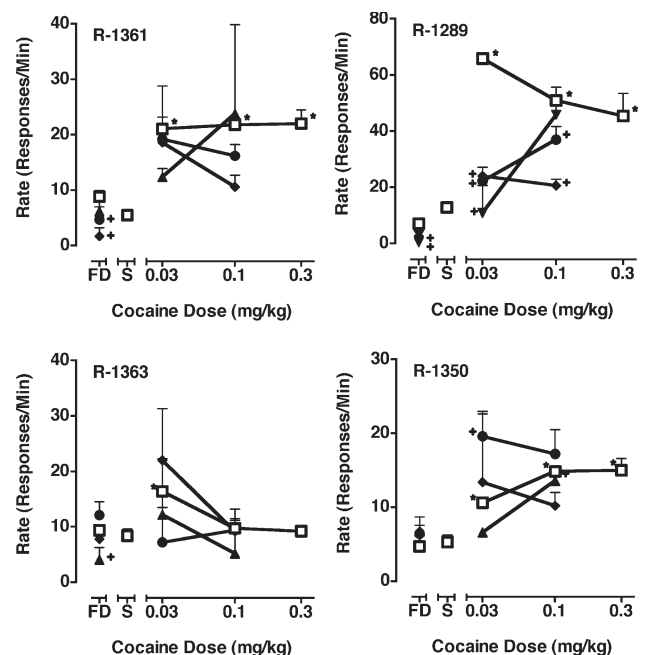 R-1361
Rate (Responses/Min)
40
30
20
10
0
FD S 0.03 0.1 0.3
Cocaine Dose (mg/kg)
* * *
+
+
R-1289
Rate (Responses/Min)
80
60
40
20
0
FD S 0.03 0.1 0.3
Cocaine Dose (mg/kg)
* * *
+ +
+ +
+
+
+
R-1363
Rate (Responses/Min)
40
30
20
10
0
FD S 0.03 0.1 0.3
Cocaine Dose (mg/kg)
*
+
R-1350
Rate (Responses/Min)
30
20
10
0
FD S 0.03 0.1 0.3
Cocaine Dose (mg/kg)
+
* * *
+